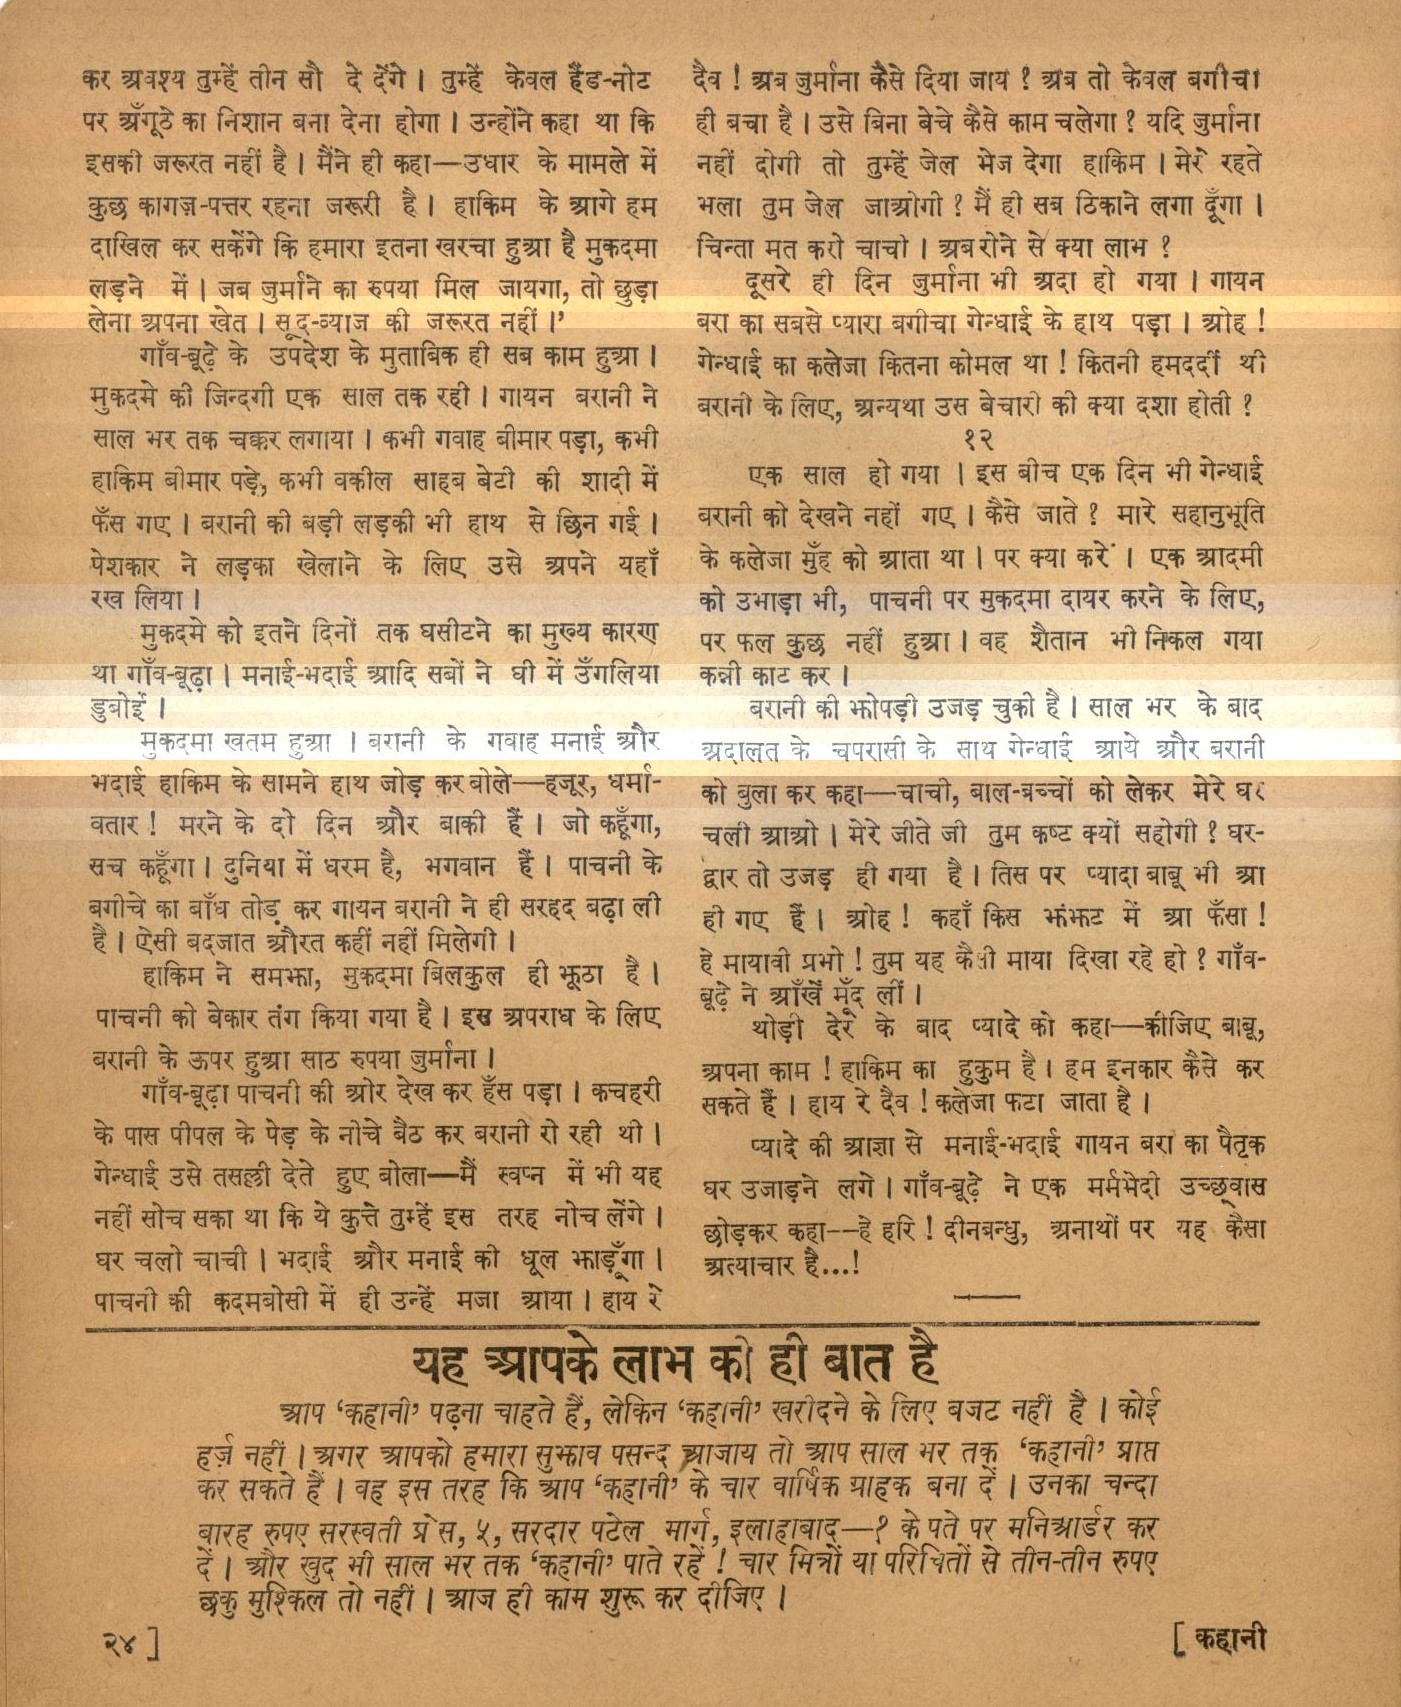 कर अवश्य तुम्हें तीन सौ दे देंगे । तुम्हें केवल हैंड-नोट
पर अँगूठे का निशान बना देना होगा । उन्होंने कहा था कि
इसकी जरूरत नहीं है । मैंने ही कहा—उधार के मामले में
कुछ कागज़-पत्तर रहना जरूरी है । हाकिम के आगे हम
दाखिल कर सकेंगे कि हमारा इतना खरचा हुआ है मुकदमा
लड़ने में । जब जुर्माने का रुपया मिल जायगा, तो छुड़ा
लेना अपना खेत । सूद-ब्याज की जरूरत नहीं ।’
गाँव-बूढ़े के उपदेश के मुताबिक ही सब काम हुआ ।
मुकदमे की जिन्दगी एक साल तक रही । गायन बरानी ने
साल भर तक चक्कर लगाया । कभी गवाह बीमार पड़ा, कभी
हाकिम बीमार पड़े, कभी वकील साहब बेटी की शादी में
फँस गए । बरानी की बड़ी लड़की भी हाथ से छिन गई ।
पेशकार ने लड़का खेलाने के लिए उसे अपने यहाँ
रख लिया ।
मुकदमे को इतने दिनों तक घसीटने का मुख्य कारण
था गाँव-बूढ़ा । मनाई-भदाई आदि सबों ने घी में उँगलिया
डुबोईं ।
मुकदमा खतम हुआ । बरानी के गवाह मनाई और
भदाई हाकिम के सामने हाथ जोड़ कर बोले—हजूर, धर्मा-
वतार ! मरने के दो दिन और बाकी हैं । जो कहूँगा,
सच कहूँगा । दुनिया में धरम है, भगवान हैं । पाचनी के
बगीचे का बाँध तोड़ कर गायन बरानी ने ही सरहद बढ़ा ली
है । ऐसी बदजात औरत कहीं नहीं मिलेगी ।
हाकिम ने समझा, मुकदमा बिलकुल ही झूठा है ।
पाचनी को बेकार तंग किया गया है । इस अपराध के लिए
बरानी के ऊपर हुआ साठ रुपया जुर्माना ।
गाँव-बूढ़ा पाचनी की ओर देख कर हँस पड़ा । कचहरी
के पास पीपल के पेड़ के नीचे बैठ कर बरानी रो रही थी ।
गेन्धाई उसे तसल्ली देते हुए बोला—मैं स्वप्न में भी यह
नहीं सोच सका था कि ये कुत्ते तुम्हें इस तरह नोच लेंगे ।
घर चलो चाची । भदाई और मनाई की धूल झाड़ूँगा ।
पाचनी की कदमबोसी में ही उन्हें मजा आया । हाय रे
दैव ! अब जुर्माना कैसे दिया जाय ? अब तो केवल बगीचा
ही बचा है । उसे बिना बेचे कैसे काम चलेगा ? यदि जुर्माना
नहीं दोगी तो तुम्हें जेल भेज देगा हाकिम । मेरे रहते
भला तुम जेल जाओगी ? मैं ही सब ठिकाने लगा दूँगा ।
चिन्ता मत करो चाची । अब रोने से क्या लाभ ?
दूसरे ही दिन जुर्माना भी अदा हो गया । गायन
बरा का सबसे प्यारा बगीचा गेन्धाई के हाथ पड़ा । ओह !
गेन्धाई का कलेजा कितना कोमल था ! कितनी हमदर्दी थी
बरानी के लिए, अन्यथा उस बेचारी की क्या दशा होती ?
१२
एक साल हो गया । इस बीच एक दिन भी गेन्धाई
बरानी को देखने नहीं गए । कैसे जाते ? मारे सहानुभूति
के कलेजा मुँह को आता था । पर क्या करें । एक आदमी
को उभाड़ा भी, पाचनी पर मुकदमा दायर करने के लिए,
पर फल कुछ नहीं हुआ । वह शैतान भी निकल गया
कन्नी काट कर ।
बरानी की झोपड़ी उजड़ चुकी है । साल भर के बाद
अदालत के चपरासी के साथ गेन्धाई आये और बरानी
को बुला कर कहा—चाची, बाल-बच्चों को लेकर मेरे घर
चली आओ । मेरे जीते जी तुम कष्ट क्यों सहोगी ? घर-
द्वार तो उजड़ ही गया है । तिस पर प्यादा बाबू भी आ
ही गए हैं । ओह ! कहाँ किस झंझट में आ फँसा !
हे मायावी प्रभो ! तुम यह कैसी माया दिखा रहे हो ? गाँव-
बूढ़े ने आँखें मूँद लीं ।
थोड़ी देर के बाद प्यादे को कहा—कीजिए बाबू,
अपना काम ! हाकिम का हुकुम है । हम इनकार कैसे कर
सकते हैं । हाय रे दैव ! कलेजा फटा जाता है ।
प्यादे की आज्ञा से मनाई-भदाई गायन बरा का पैतृक
घर उजाड़ने लगे । गाँव-बूढ़े ने एक मर्मभेदी उच्छ्वास
छोड़कर कहा—हे हरि ! दीनबन्धु, अनाथों पर यह कैसा
अत्याचार है...!
यह आपके लाभ की ही बात है
आप ‘कहानी’ पढ़ना चाहते हैं, लेकिन ‘कहानी’ खरीदने के लिए बजट नहीं है । कोई
हर्ज़ नहीं । अगर आपको हमारा सुझाव पसन्द आजाय तो आप साल भर तक ‘कहानी’ प्राप्त
कर सकते हैं । वह इस तरह कि आप ‘कहानी’ के चार वार्षिक ग्राहक बना दें । उनका चन्दा
बारह रुपए सरस्वती प्रेस, ५, सरदार पटेल मार्ग, इलाहाबाद—१ के पते पर मनिआर्डर कर
दें । और खुद भी साल भर तक ‘कहानी’ पाते रहें ! चार मित्रों या परिचितों से तीन-तीन रुपए
छकु मुश्किल तो नहीं । आज ही काम शुरू कर दीजिए ।
२४ ]
[ कहानी